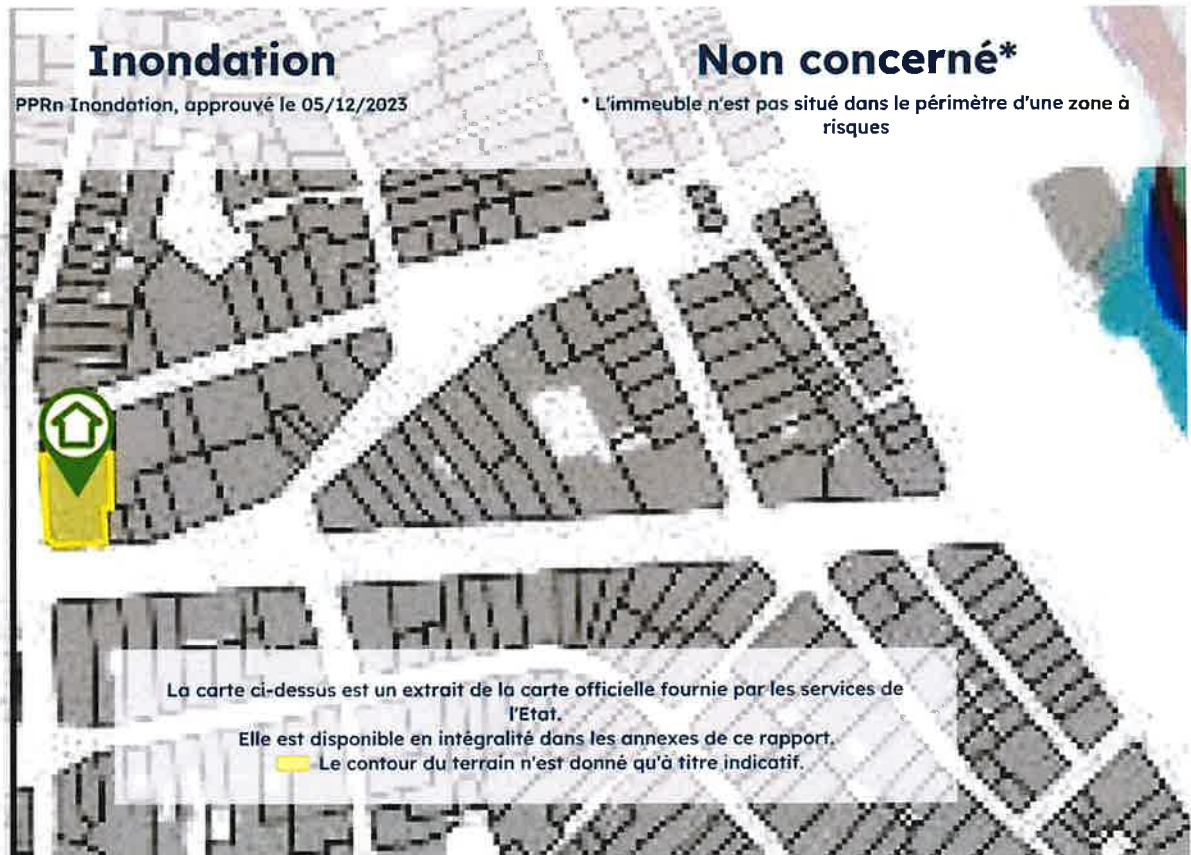 Inondation
Non concerné*
PPRn Inondation, approuvé le 05/12/2023
* L'immeuble n'est pas situé dans le périmètre d'une zone à
risques
La carte ci-dessus est un extrait de la carte officielle fournie par les services de
l'Etat.
Elle est disponible en intégralité dans les annexes de ce rapport.
Le contour du terrain n'est donné qu'à titre indicatif.